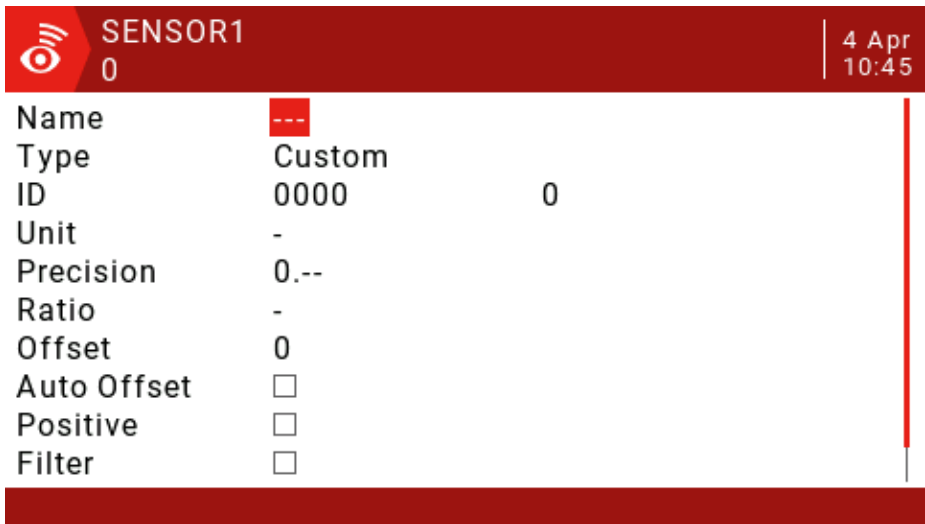 SENSOR1
0
4 Apr
10:45
Name ---
Type Custom
ID 0000 0
Unit -
Precision 0.--
Ratio -
Offset 0
Auto Offset
Positive
Filter